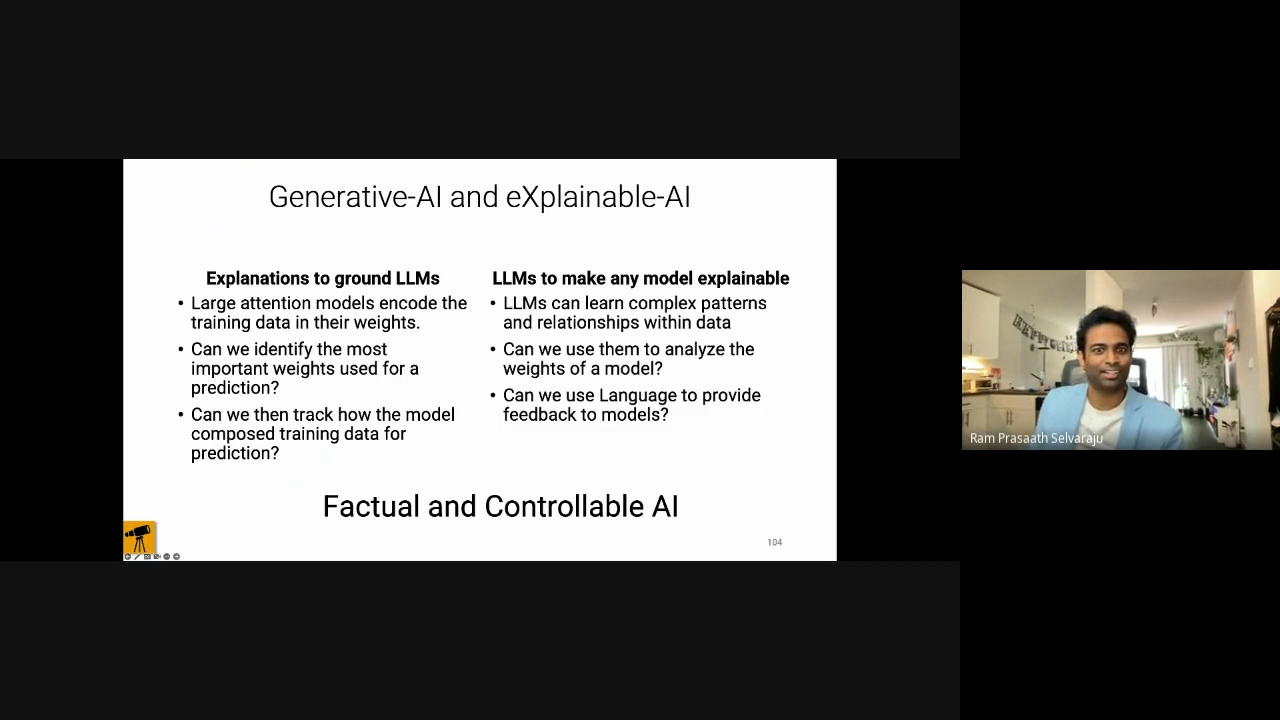 Generative-AI and eXplainable-AI
Explanations to ground LLMs
• Large attention models encode the
training data in their weights.
• Can we identify the most
important weights used for a
prediction?
• Can we then track how the model
composed training data for
prediction?
LLMs to make any model explainable
• LLMs can learn complex patterns
and relationships within data
• Can we use them to analyze the
weights of a model?
• Can we use Language to provide
feedback to models?
Factual and Controllable AI
104
Ram Prasaath Selvaraju